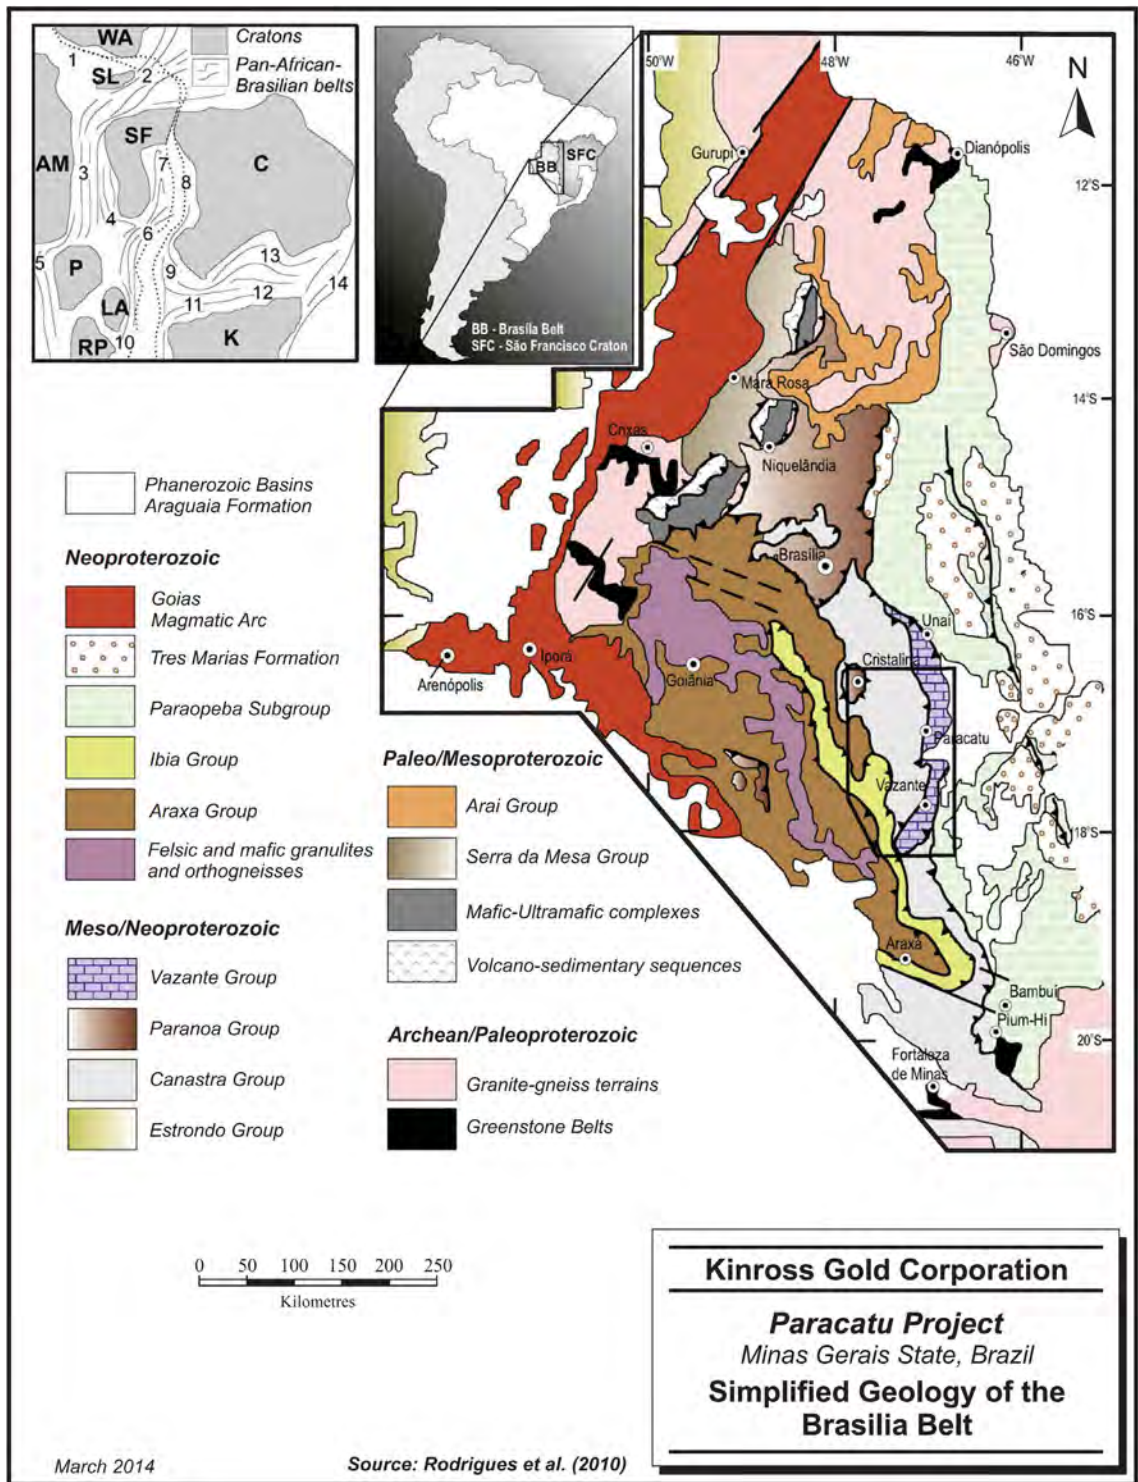 WA
Cratons
1
SL
2
Pan-African-
Brasilian belts
AM
SF
C
3
7
8
4
6
5
P
9
13
14
LA
11
12
RP
10
K
SFC
BB
BB - Brasília Belt
SFC - São Francisco Craton
50°W
48°W
46°W
N
Gurupi
Dianópolis
12°S
São Domingos
Mara Rosa
14°S
Crixas
Niquelândia
Brasília
16°S
Unai
Cristalina
Iporá
Goiânia
Arenópolis
Paracatu
Vazante
18°S
Araxa
Bambui
Pium-Hi
20°S
Fortaleza
de Minas
Phanerozoic Basins
Araguaia Formation
Neoproterozoic
Goias
Magmatic Arc
Tres Marias Formation
Paraopeba Subgroup
Ibia Group
Araxa Group
Felsic and mafic granulites
and orthogneisses
Meso/Neoproterozoic
Vazante Group
Paranoa Group
Canastra Group
Estrondo Group
Paleo/Mesoproterozoic
Arai Group
Serra da Mesa Group
Mafic-Ultramafic complexes
Volcano-sedimentary sequences
Archean/Paleoproterozoic
Granite-gneiss terrains
Greenstone Belts
0 50 100 150 200 250
Kilometres
Kinross Gold Corporation
Paracatu Project
Minas Gerais State, Brazil
Simplified Geology of the
Brasilia Belt
March 2014
Source: Rodrigues et al. (2010)